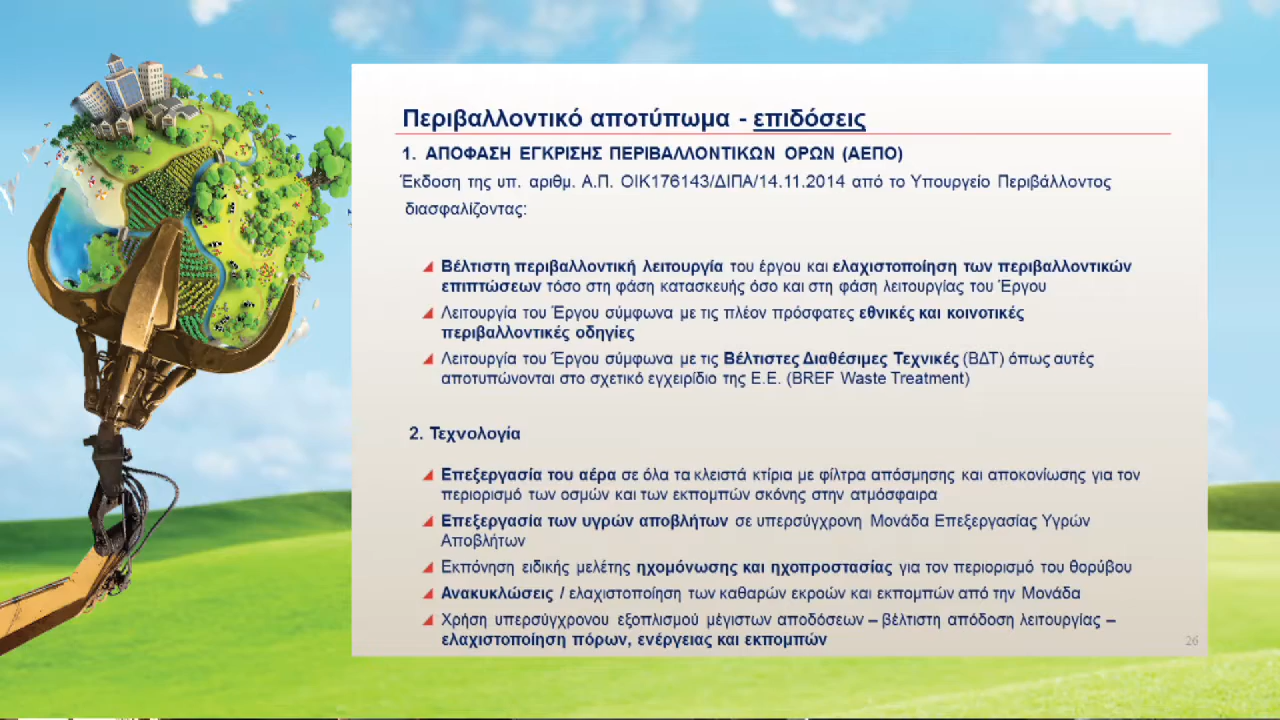 Περιβαλλοντικό αποτύπωμα - επιδόσεις
1. ΑΠΟΦΑΣΗ ΕΓΚΡΙΣΗΣ ΠΕΡΙΒΑΛΛΟΝΤΙΚΩΝ ΟΡΩΝ (ΑΕΠΟ)
Έκδοση της υπ. αριθμ. Α.Π. ΟΙΚ176143/ΔΙΠΑ/14.11.2014 από το Υπουργείο Περιβάλλοντος
διασφαλίζοντας:
Βέλτιστη περιβαλλοντική λειτουργία του έργου και ελαχιστοποίηση των περιβαλλοντικών
επιπτώσεων τόσο στη φάση κατασκευής όσο και στη φάση λειτουργίας του Έργου
Λειτουργία του Έργου σύμφωνα με τις πλέον πρόσφατες εθνικές και κοινοτικές
περιβαλλοντικές οδηγίες
Λειτουργία του Έργου σύμφωνα με τις Βέλτιστες Διαθέσιμες Τεχνικές (ΒΔΤ) όπως αυτές
αποτυπώνονται στο σχετικό εγχειρίδιο της Ε.Ε. (BREF Waste Treatment)
2. Τεχνολογία
Επεξεργασία του αέρα σε όλα τα κλειστά κτίρια με φίλτρα απόσμησης και αποκονίωσης για τον
περιορισμό των οσμών και των εκπομπών σκόνης στην ατμόσφαιρα
Επεξεργασία των υγρών αποβλήτων σε υπερσύγχρονη Μονάδα Επεξεργασίας Υγρών
Αποβλήτων
Εκπόνηση ειδικής μελέτης ηχομόνωσης και ηχοπροστασίας για τον περιορισμό του θορύβου
Ανακυκλώσεις / ελαχιστοποίηση των καθαρών εκροών και εκπομπών από την Μονάδα
Χρήση υπερσύγχρονου εξοπλισμού μέγιστων αποδόσεων – βέλτιστη απόδοση λειτουργίας –
ελαχιστοποίηση πόρων, ενέργειας και εκπομπών
26